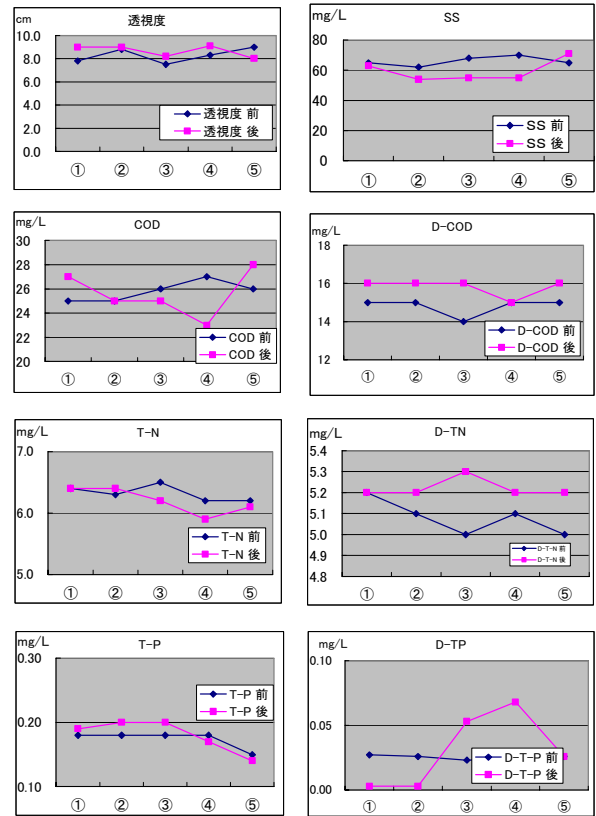 cm
透視度
10.0
8.0
6.0
4.0
2.0
0.0
透視度 前
透視度 後
① ② ③ ④ ⑤
mg/L
SS
80
60
40
20
0
SS 前
SS 後
① ② ③ ④ ⑤
mg/L
COD
30
28
26
24
22
20
COD 前
COD 後
① ② ③ ④ ⑤
mg/L
D-COD
18
16
14
12
D-COD 前
D-COD 後
① ② ③ ④ ⑤
mg/L
T-N
7.0
6.0
5.0
T-N 前
T-N 後
① ② ③ ④ ⑤
mg/L
D-TN
5.4
5.3
5.2
5.1
5.0
4.9
4.8
D-T-N 前
D-T-N 後
① ② ③ ④ ⑤
mg/L
T-P
0.30
0.20
0.10
T-P 前
T-P 後
① ② ③ ④ ⑤
mg/L
D-TP
0.10
0.05
0.00
D-T-P 前
D-T-P 後
① ② ③ ④ ⑤